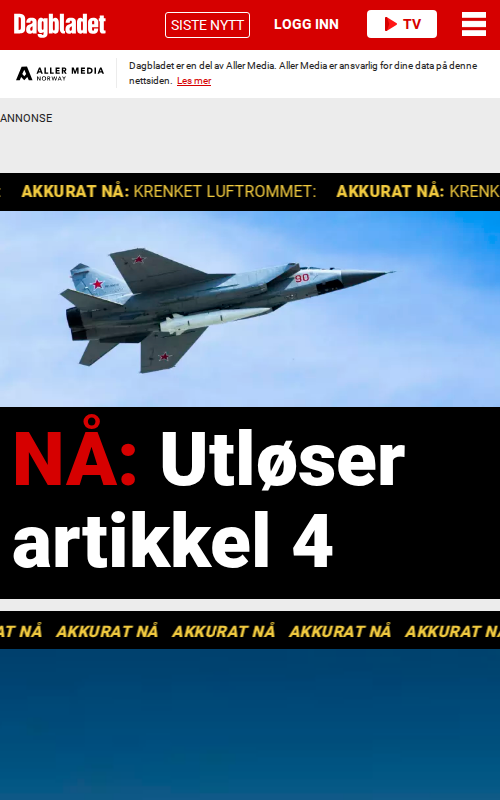 Dagbladet
SISTE NYTT
LOGG INN
TV
ALLER MEDIA
NORWAY
Dagbladet er en del av Aller Media. Aller Media er ansvarlig for dine data på denne
nettsiden. Les mer
ANNONSE
: AKKURAT NÅ: KRENKET LUFTROMMET: AKKURAT NÅ: KRENK
90
NÅ: Utløser
artikkel 4
AT NÅ AKKURAT NÅ AKKURAT NÅ AKKURAT NÅ AKKURAT NÅ